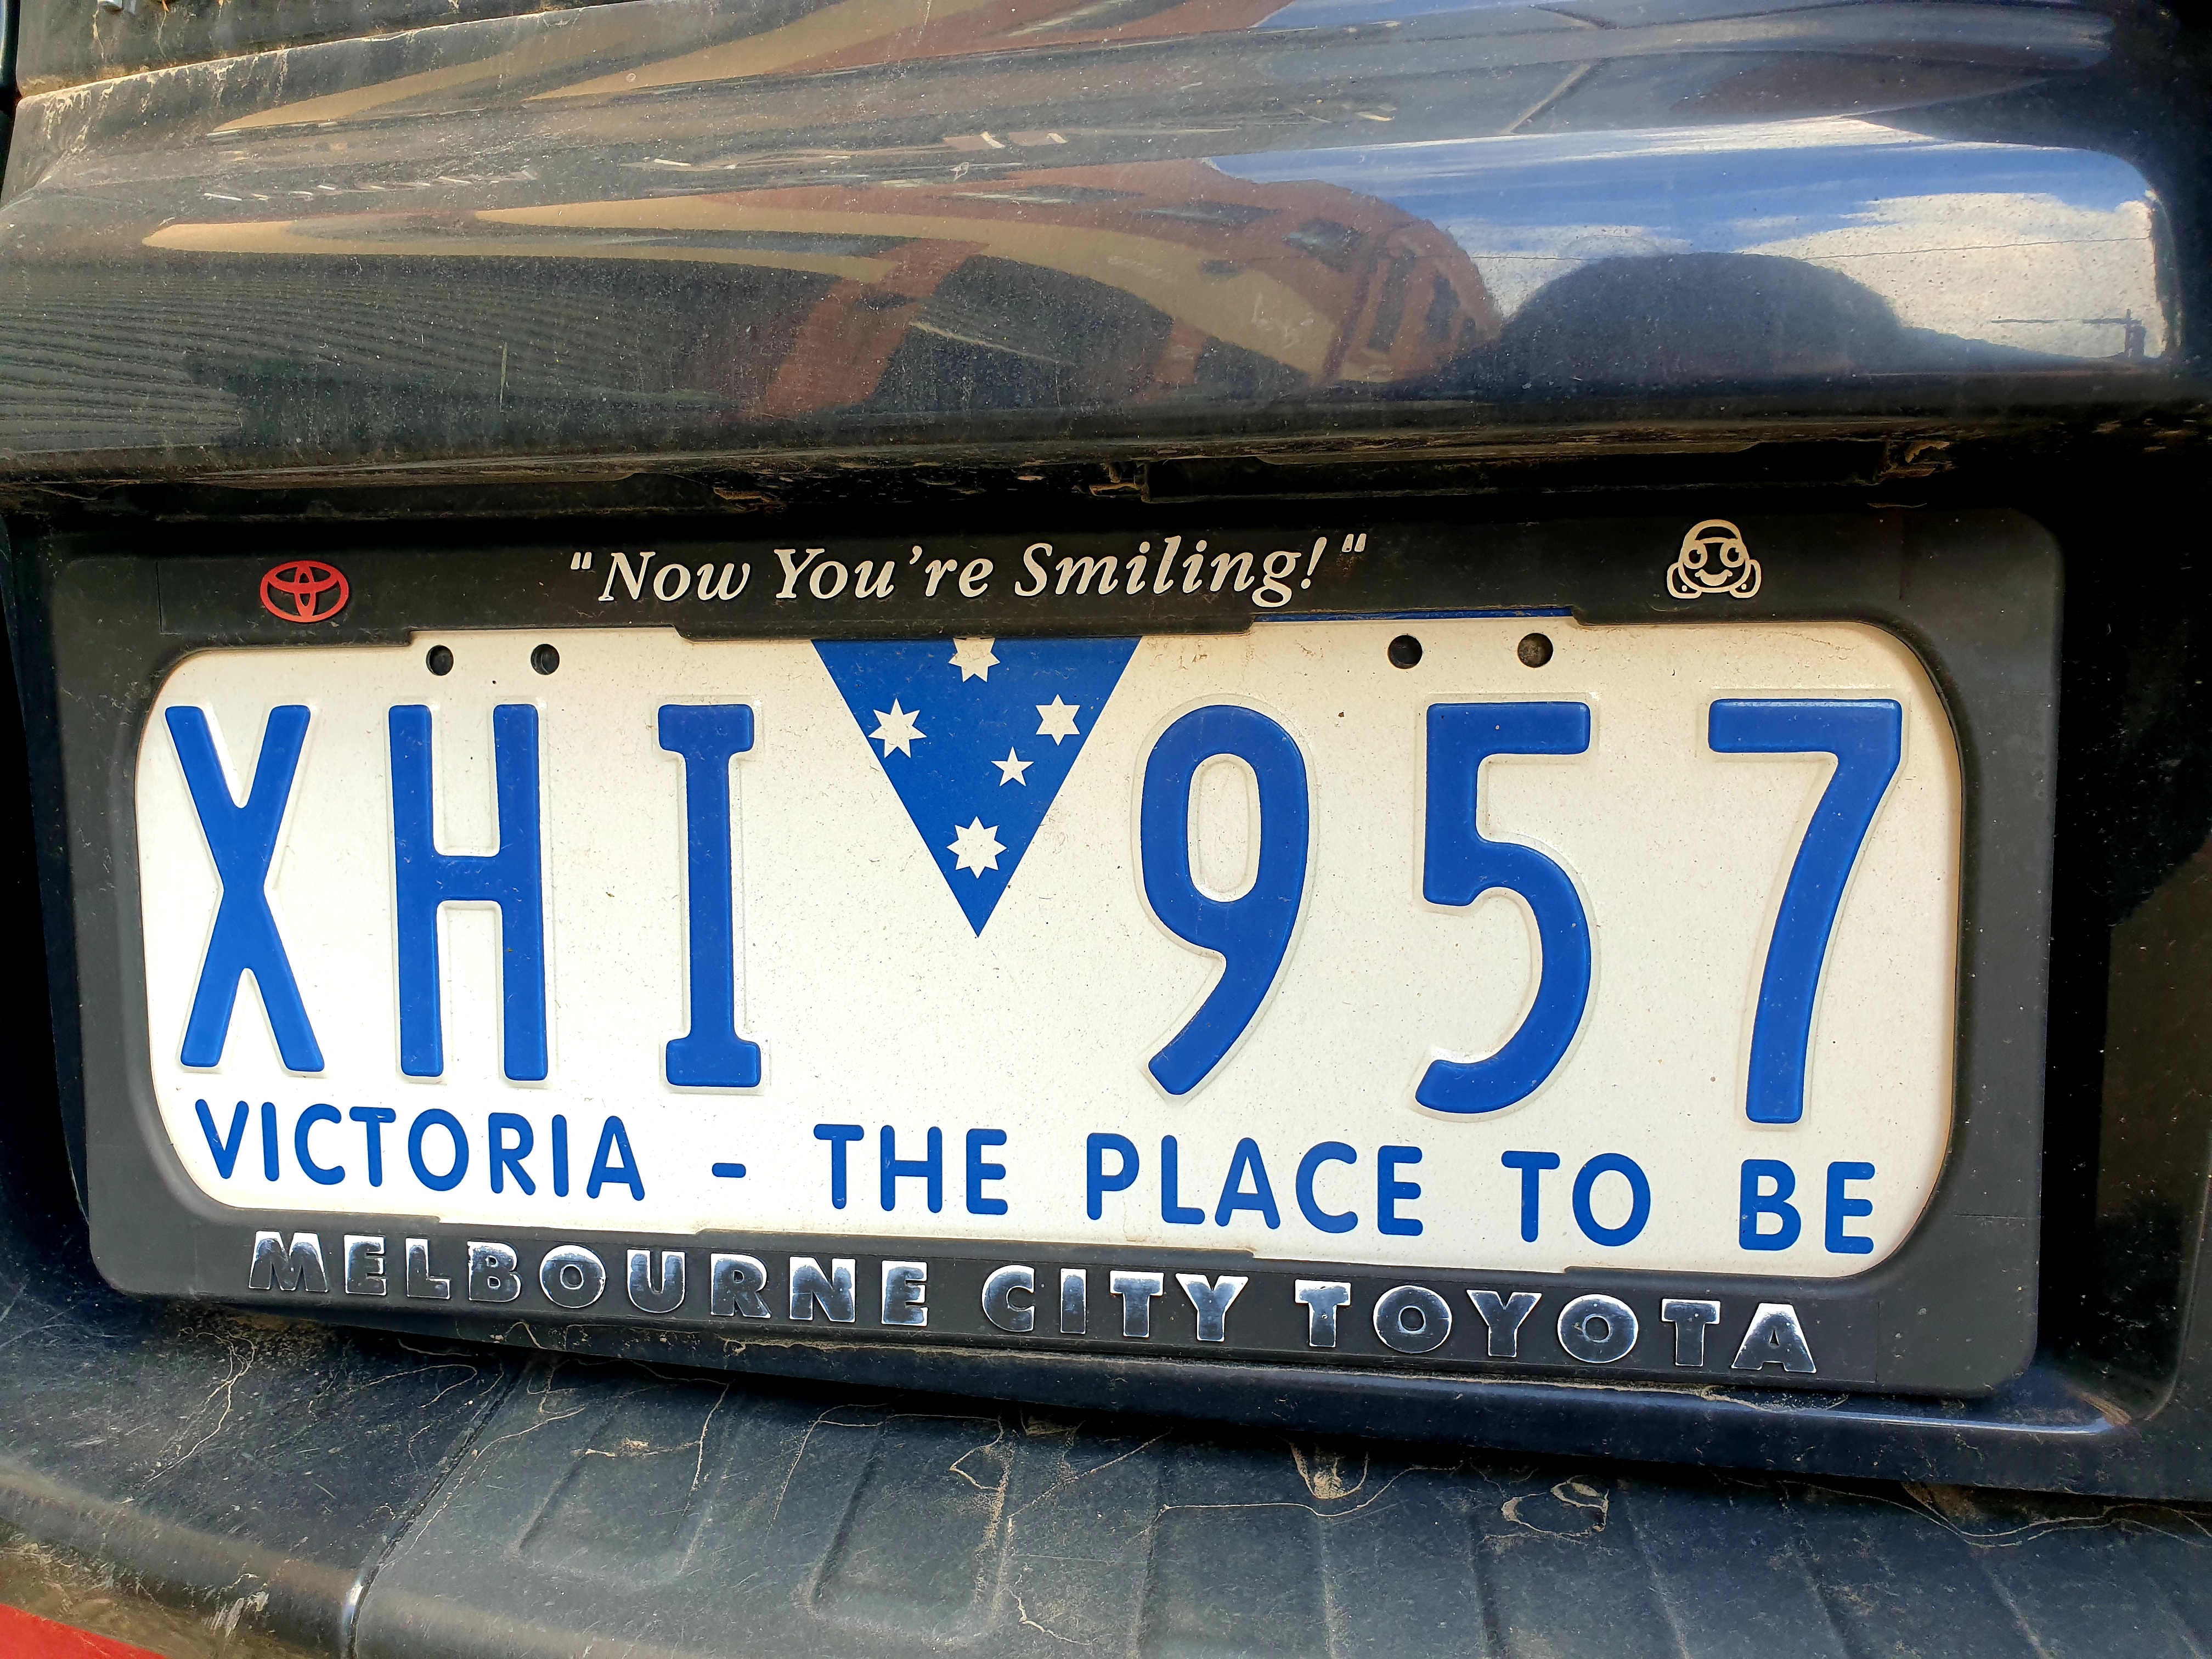 “Now You’re Smiling!“
XHI 957
VICTORIA - THE PLACE TO BE
MELBOURNE CITY TOYOTA